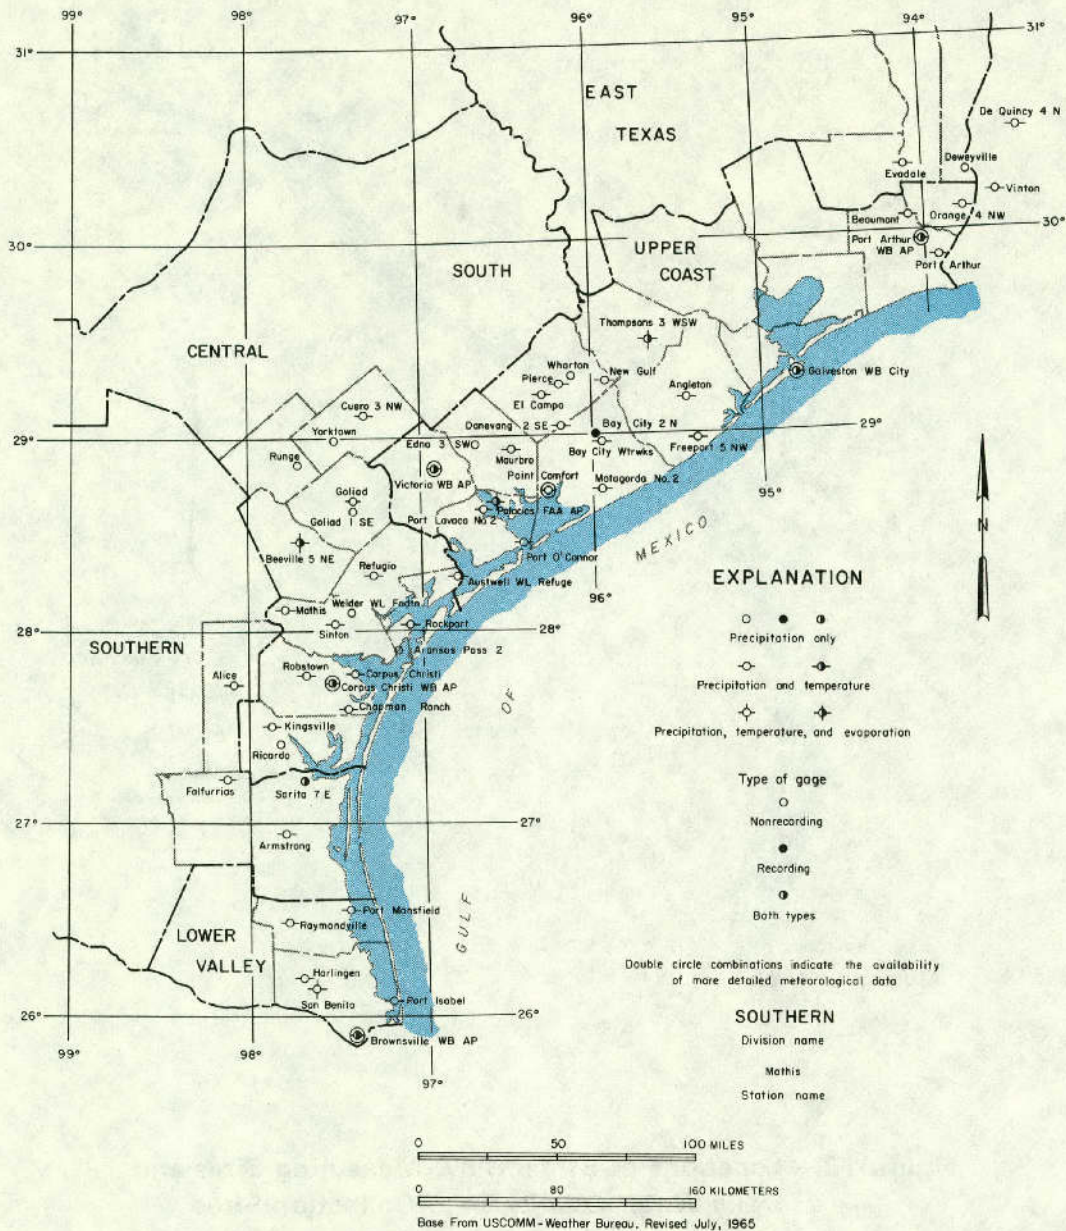 99°
98°
97°
96°
95°
94°
31°
31°
EAST
TEXAS
De Quincy 4 N
Deweyville
Evadale
Vinton
Beaumont
Orange 4 NW
30°
30°
Port Arthur
WB AP
Port Arthur
UPPER
COAST
SOUTH
CENTRAL
Thompsons 3 WSW
Wharton
Pierce
New Gulf
El Campo
Angleton
Galveston WB City
Cuero 3 NW
Yorktown
Danevang 2 SE
Bay City 2 N
29°
29°
Edna 3 SW
Maurbro
Bay City Wtrwks
Freeport 5 NW
Runge
Point Comfort
Victoria WB AP
Matagorda No. 2
95°
Goliad
Goliad 1 SE
Port Lavaca No 2
Palacios FAA AP
Beeville 5 NE
Port O'Connor
MEXICO
Refugio
Austwell WL Refuge
96°
Mathis
Welder WL Fndtn
Sinton
Rockport
28°
28°
SOUTHERN
Aransas Pass 2
Robstown
Corpus Christi
Alice
Corpus Christi WB AP
Chapman Ranch
OF
Kingsville
Ricardo
Falfurrias
Sarita 7 E
27°
27°
Armstrong
GULF
Port Mansfield
Raymondville
LOWER
VALLEY
Harlingen
San Benito
Port Isabel
26°
26°
Brownsville WB AP
99°
98°
97°
N
EXPLANATION
Precipitation only
Precipitation and temperature
Precipitation, temperature, and evaporation
Type of gage
Nonrecording
Recording
Both types
Double circle combinations indicate the availability
of more detailed meteorological data
SOUTHERN
Division name
Mathis
Station name
0 50 100 MILES
0 80 160 KILOMETERS
Base From USCOMM-Weather Bureau, Revised July, 1965